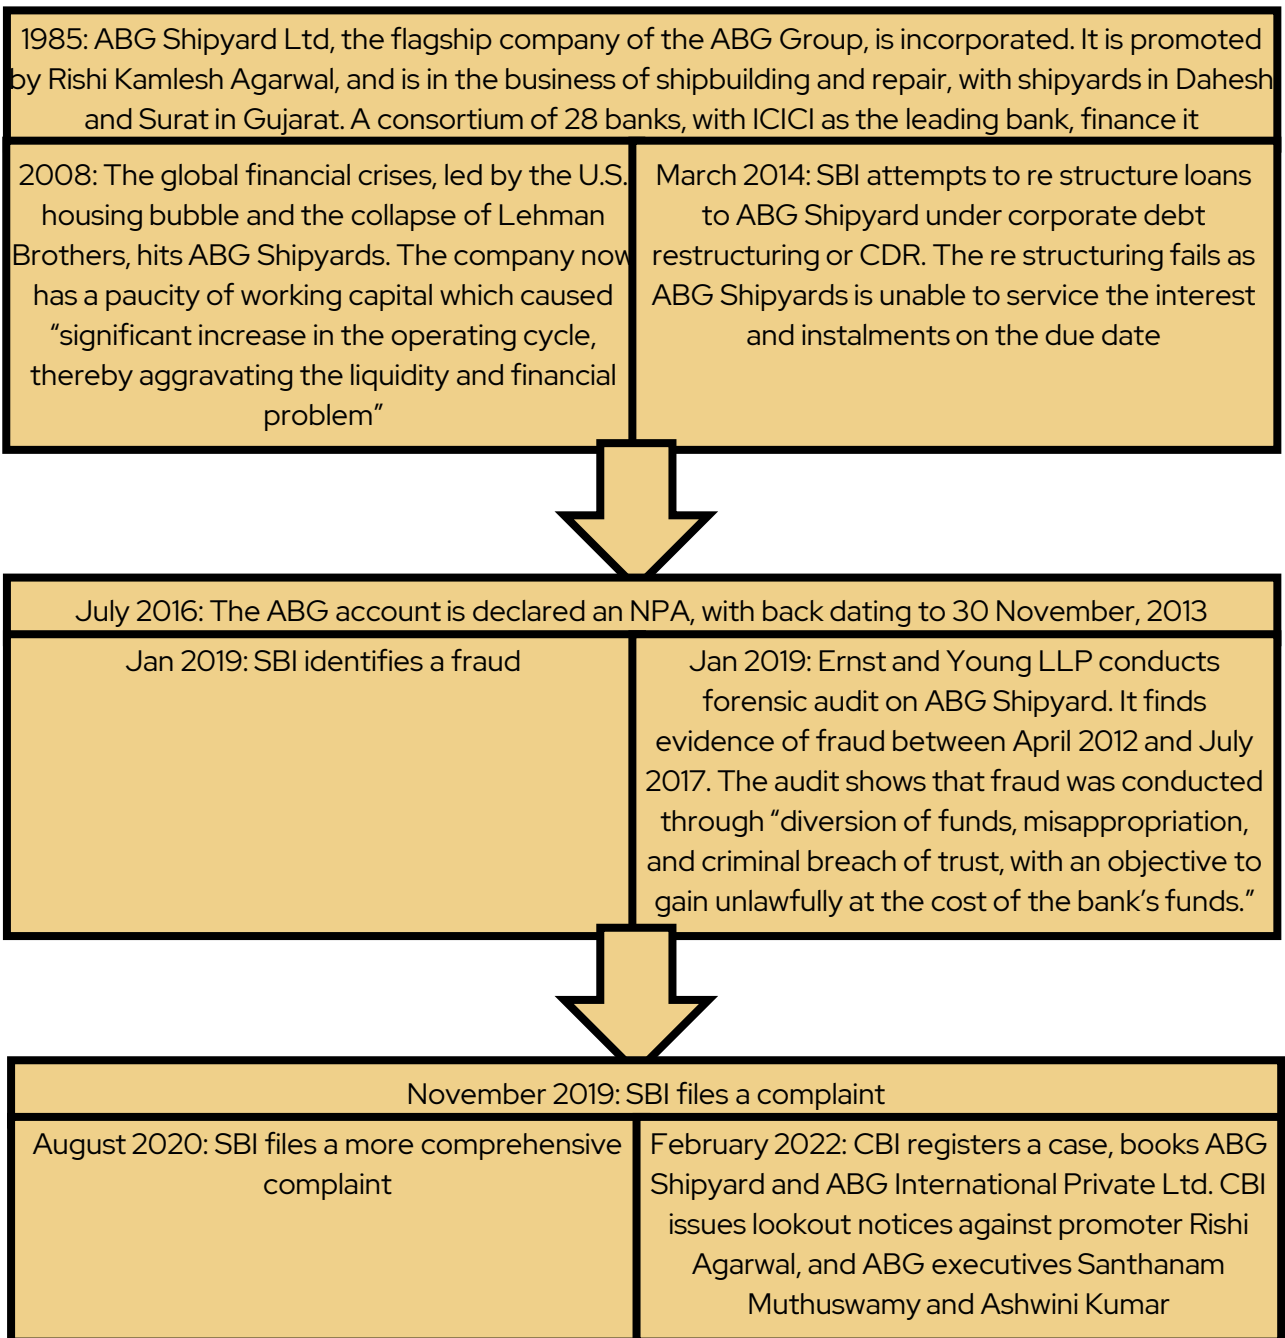 1985: ABG Shipyard Ltd, the flagship company of the ABG Group, is incorporated. It is promoted
by Rishi Kamlesh Agarwal, and is in the business of shipbuilding and repair, with shipyards in Dahesh
and Surat in Gujarat. A consortium of 28 banks, with ICICI as the leading bank, finance it
2008: The global financial crises, led by the U.S.
housing bubble and the collapse of Lehman
Brothers, hits ABG Shipyards. The company now
has a paucity of working capital which caused
“significant increase in the operating cycle,
thereby aggravating the liquidity and financial
problem”
March 2014: SBI attempts to re structure loans
to ABG Shipyard under corporate debt
restructuring or CDR. The re structuring fails as
ABG Shipyards is unable to service the interest
and instalments on the due date
July 2016: The ABG account is declared an NPA, with back dating to 30 November, 2013
Jan 2019: SBI identifies a fraud
Jan 2019: Ernst and Young LLP conducts
forensic audit on ABG Shipyard. It finds
evidence of fraud between April 2012 and July
2017. The audit shows that fraud was conducted
through “diversion of funds, misappropriation,
and criminal breach of trust, with an objective to
gain unlawfully at the cost of the bank’s funds.”
November 2019: SBI files a complaint
August 2020: SBI files a more comprehensive
complaint
February 2022: CBI registers a case, books ABG
Shipyard and ABG International Private Ltd. CBI
issues lookout notices against promoter Rishi
Agarwal, and ABG executives Santhanam
Muthuswamy and Ashwini Kumar